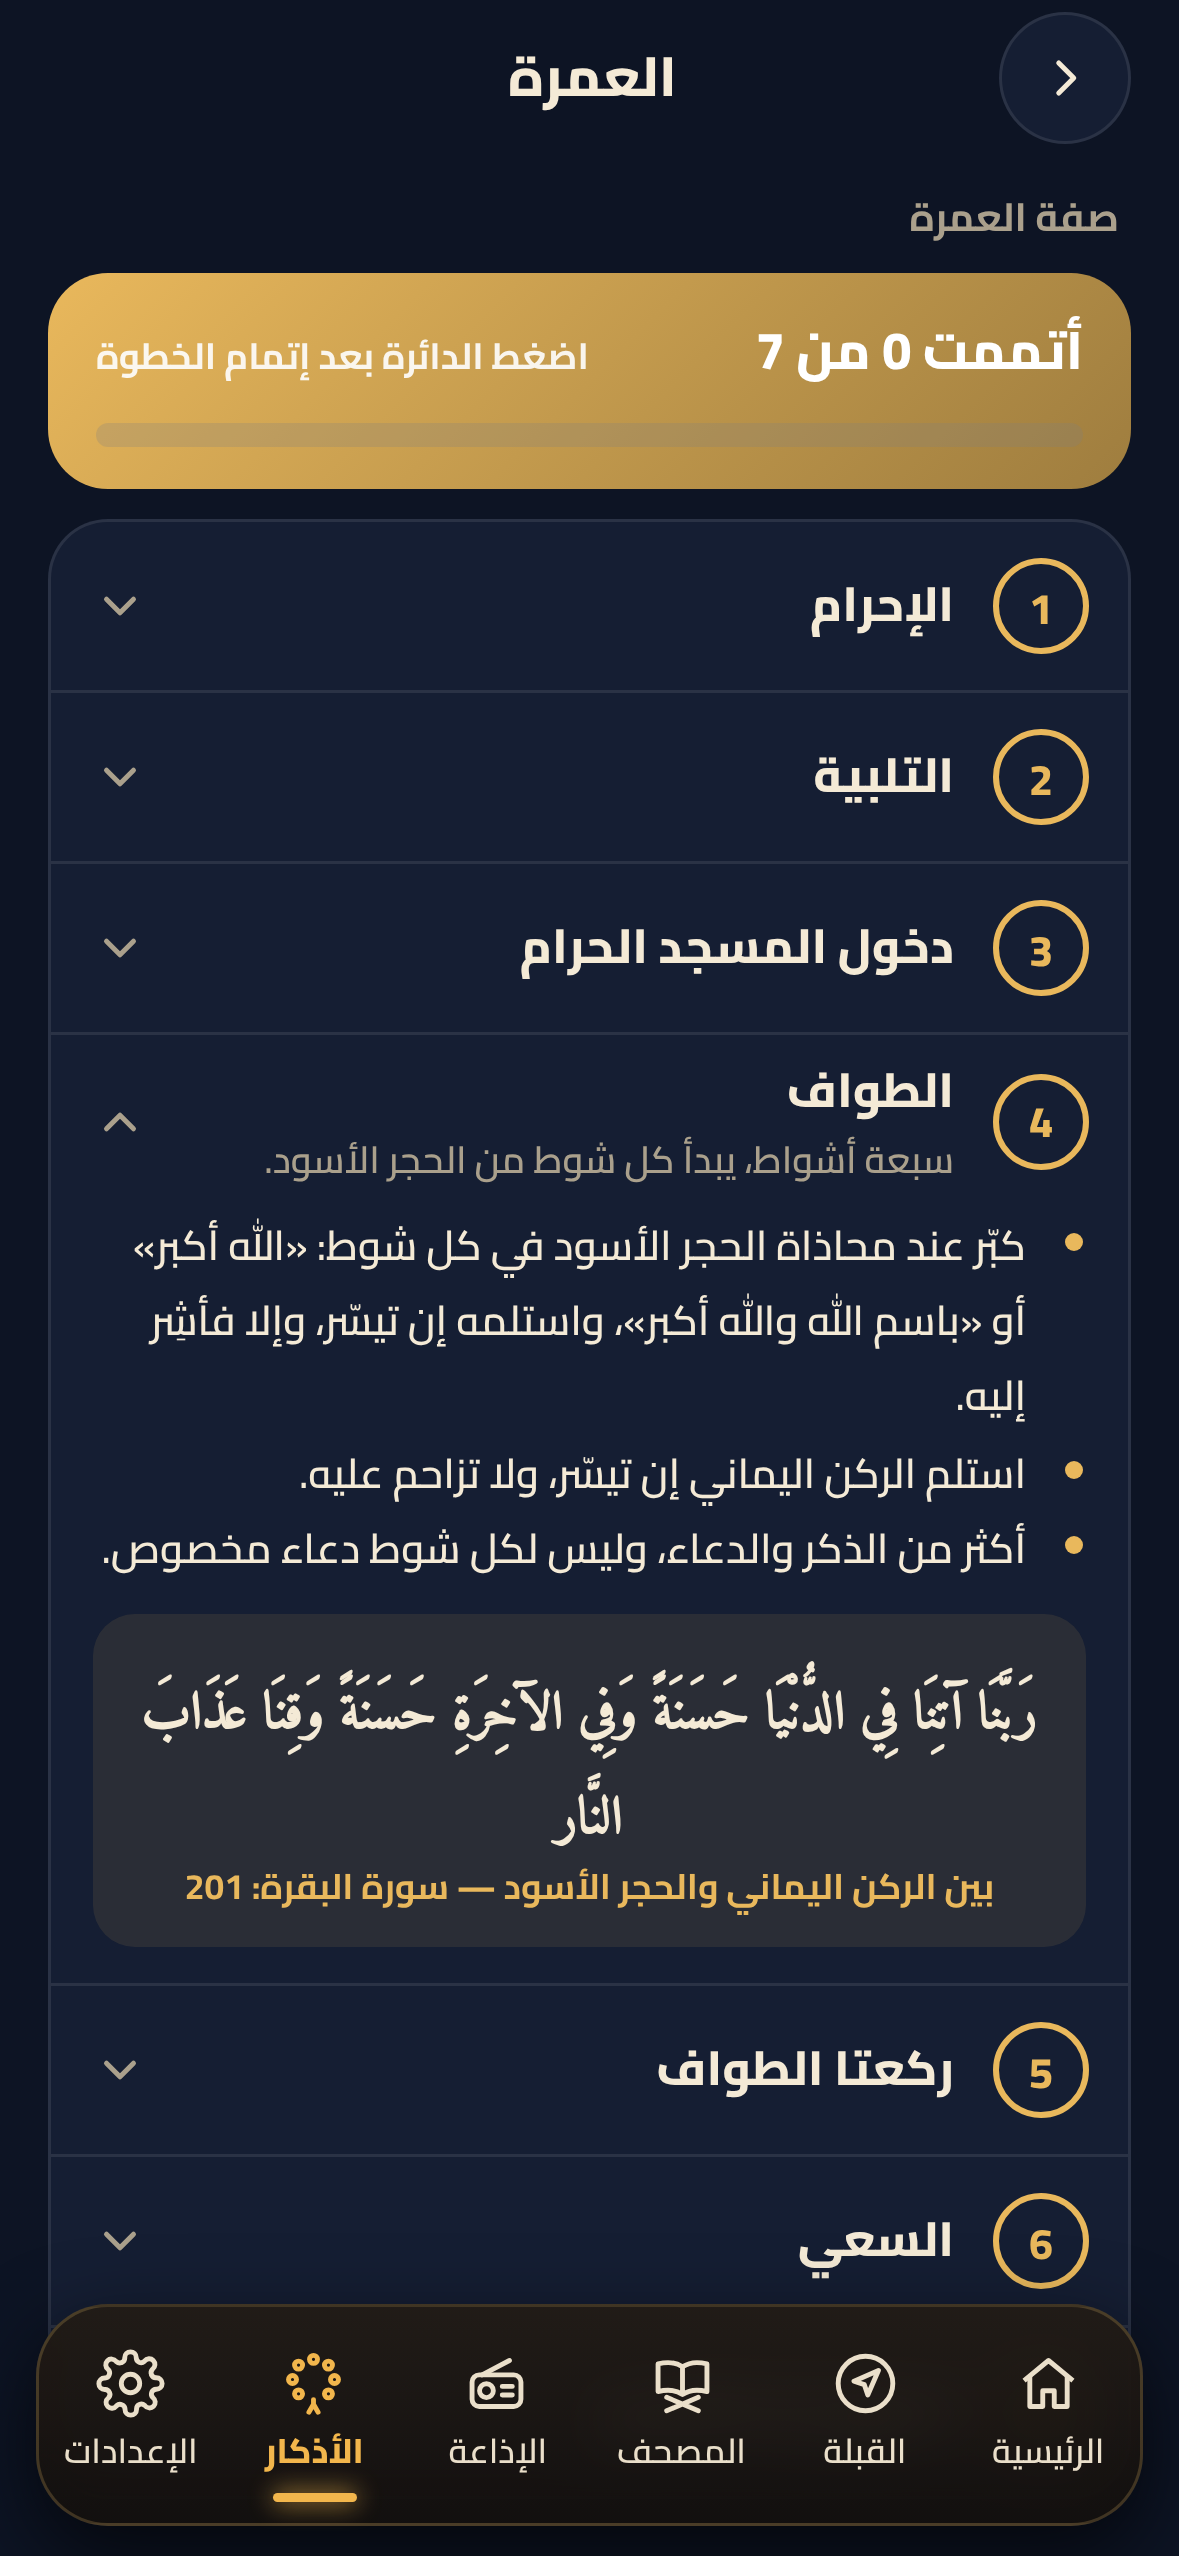 العمرة
صفة العمرة
أتممت 0 من 7
اضغط الدائرة بعد إتمام الخطوة
1
الإحرام
2
التلبية
3
دخول المسجد الحرام
4
الطواف
سبعة أشواط، يبدأ كل شوط من الحجر الأسود.
كبّر عند محاذاة الحجر الأسود في كل شوط: «الله أكبر»
أو «باسم الله والله أكبر»، واستلمه إن تيسّر، وإلا فأشِر
إليه.
استلم الركن اليماني إن تيسّر، ولا تزاحم عليه.
أكثر من الذكر والدعاء، وليس لكل شوط دعاء مخصوص.
رَبَّنَا آتِنَا فِي الدُّنْيَا حَسَنَةً وَفِي الآخِرَةِ حَسَنَةً وَقِنَا عَذَابَ
النَّار
بين الركن اليماني والحجر الأسود — سورة البقرة: 201
5
ركعتا الطواف
6
السعي
الرئيسية
القبلة
المصحف
الإذاعة
الأذكار
الإعدادات